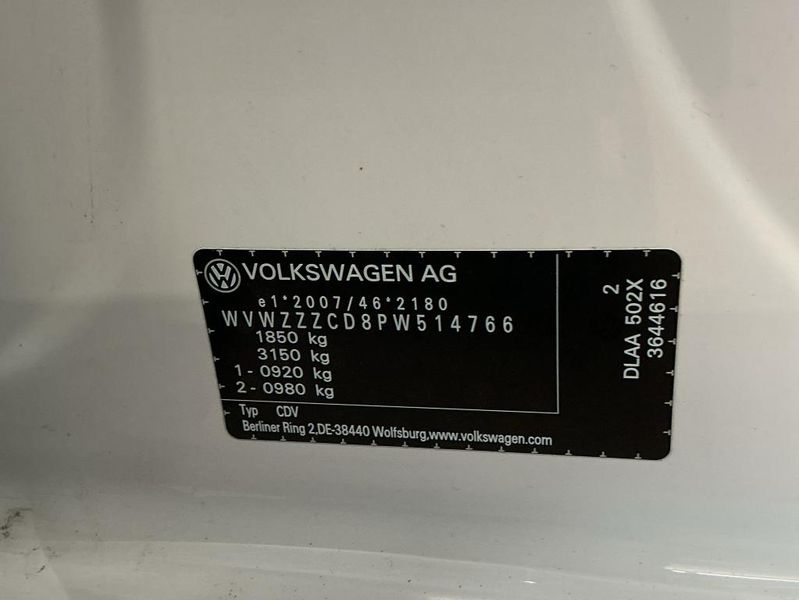 VOLKSWAGEN AG
e1*2007/46*2180
WVWZZZCD8PW514766
1850 kg
3150 kg
1 - 0920 kg
2 - 0980 kg
Typ CDV
Berliner Ring 2,DE-38440 Wolfsburg,www.volkswagen.com
2
DLAA 502X
3644616